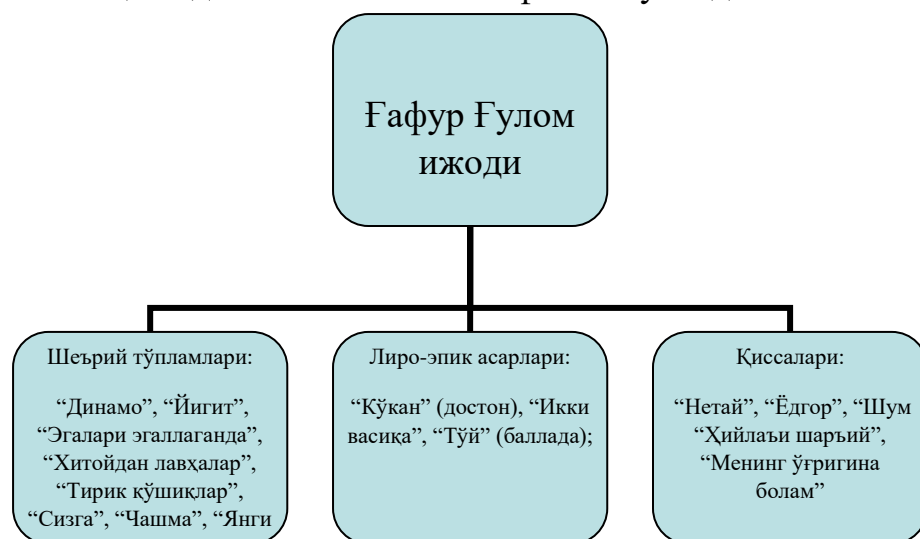 Ғафур Ғулом
ижоди
Шеърий тўпламлари:
“Динамо”, “Йигит”,
“Эгалари эгаллаганда”,
“Хитойдан лавҳалар”,
“Тирик қўшиқлар”,
“Сизга”, “Чашма”, “Янги
Лиро-эпик асарлари:
“Кўкан” (достон), “Икки
васиқа”, “Тўй” (баллада);
Қиссалари:
“Нетай”, “Ёдгор”, “Шум
“Ҳийлаъи шаръий”,
“Менинг ўғригина
болам”